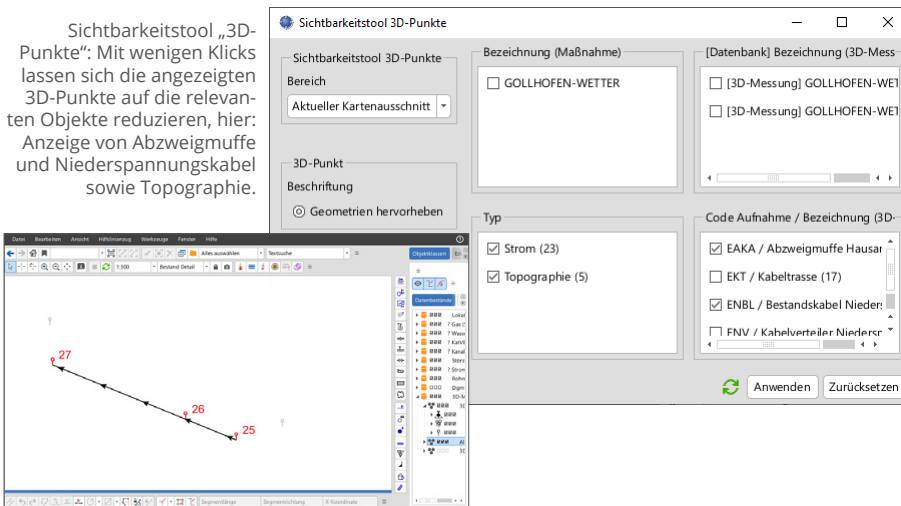 Sichtbarkeitstool „3D-
Punkte“: Mit wenigen Klicks
lassen sich die angezeigten
3D-Punkte auf die relevan-
ten Objekte reduzieren, hier:
Anzeige von Abzweigmuffe
und Niederspannungskabel
sowie Topographie.
Sichtbarkeitstool 3D-Punkte
Sichtbarkeitstool 3D-Punkte
Bereich
Aktueller Kartenausschnitt
3D-Punkt
Beschriftung
Geometrien hervorheben
Bezeichnung (Maßnahme)
GOLLHOFEN-WETTER
[Datenbank] Bezeichnung (3D-Mess
[3D-Messung] GOLLHOFEN-WET
[3D-Messung] GOLLHOFEN-WET
Typ
Strom (23)
Topographie (5)
Code Aufnahme / Bezeichnung (3D-
EAKA / Abzweigmuffe Hausar
EKT / Kabeltrasse (17)
ENBL / Bestandskabel Nieders
ENV / Kabelverteiler Niedersp
Anwenden
Zurücksetzen
Datei Bearbeiten Ansicht Hilfslinienzug Werkzeuge Fenster Hilfe
Alles auswählen
Textsuche
1:100
Bestand Detail
Objektklassen
Datenbestände
27
26
25
Segmentlänge
Segmentrichtung
X-Koordinate